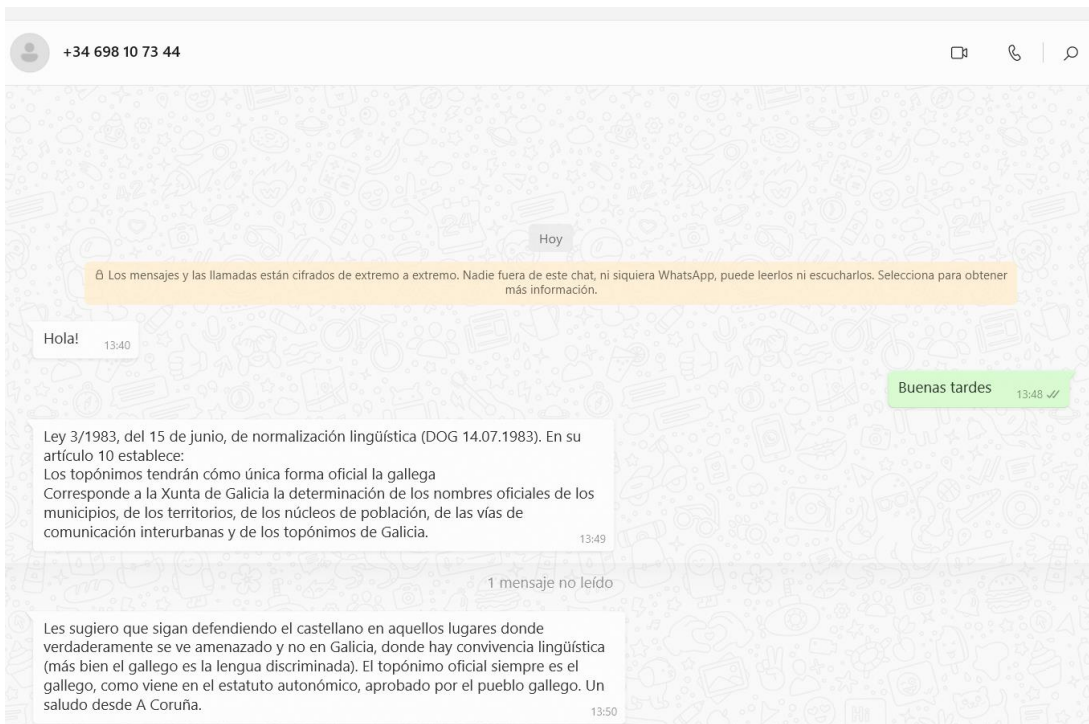 +34 698 10 73 44
Hoy
Los mensajes y las llamadas están cifrados de extremo a extremo. Nadie fuera de este chat, ni siquiera WhatsApp, puede leerlos ni escucharlos. Selecciona para obtener
más información.
Hola! 13:40
Buenas tardes 13:48
Ley 3/1983, del 15 de junio, de normalización lingüística (DOG 14.07.1983). En su
artículo 10 establece:
Los topónimos tendrán cómo única forma oficial la gallega
Corresponde a la Xunta de Galicia la determinación de los nombres oficiales de los
municipios, de los territorios, de los núcleos de población, de las vías de
comunicación interurbanas y de los topónimos de Galicia. 13:49
1 mensaje no leído
Les sugiero que sigan defendiendo el castellano en aquellos lugares donde
verdaderamente se ve amenazado y no en Galicia, donde hay convivencia lingüística
(más bien el gallego es la lengua discriminada). El topónimo oficial siempre es el
gallego, como viene en el estatuto autonómico, aprobado por el pueblo gallego. Un
saludo desde A Coruña. 13:50